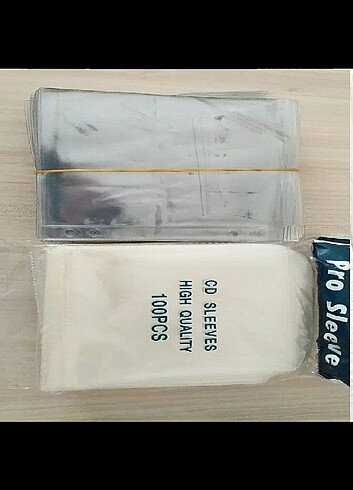 CD SLEEVES
HIGH QUALITY
100PCS
Pro Sleeve